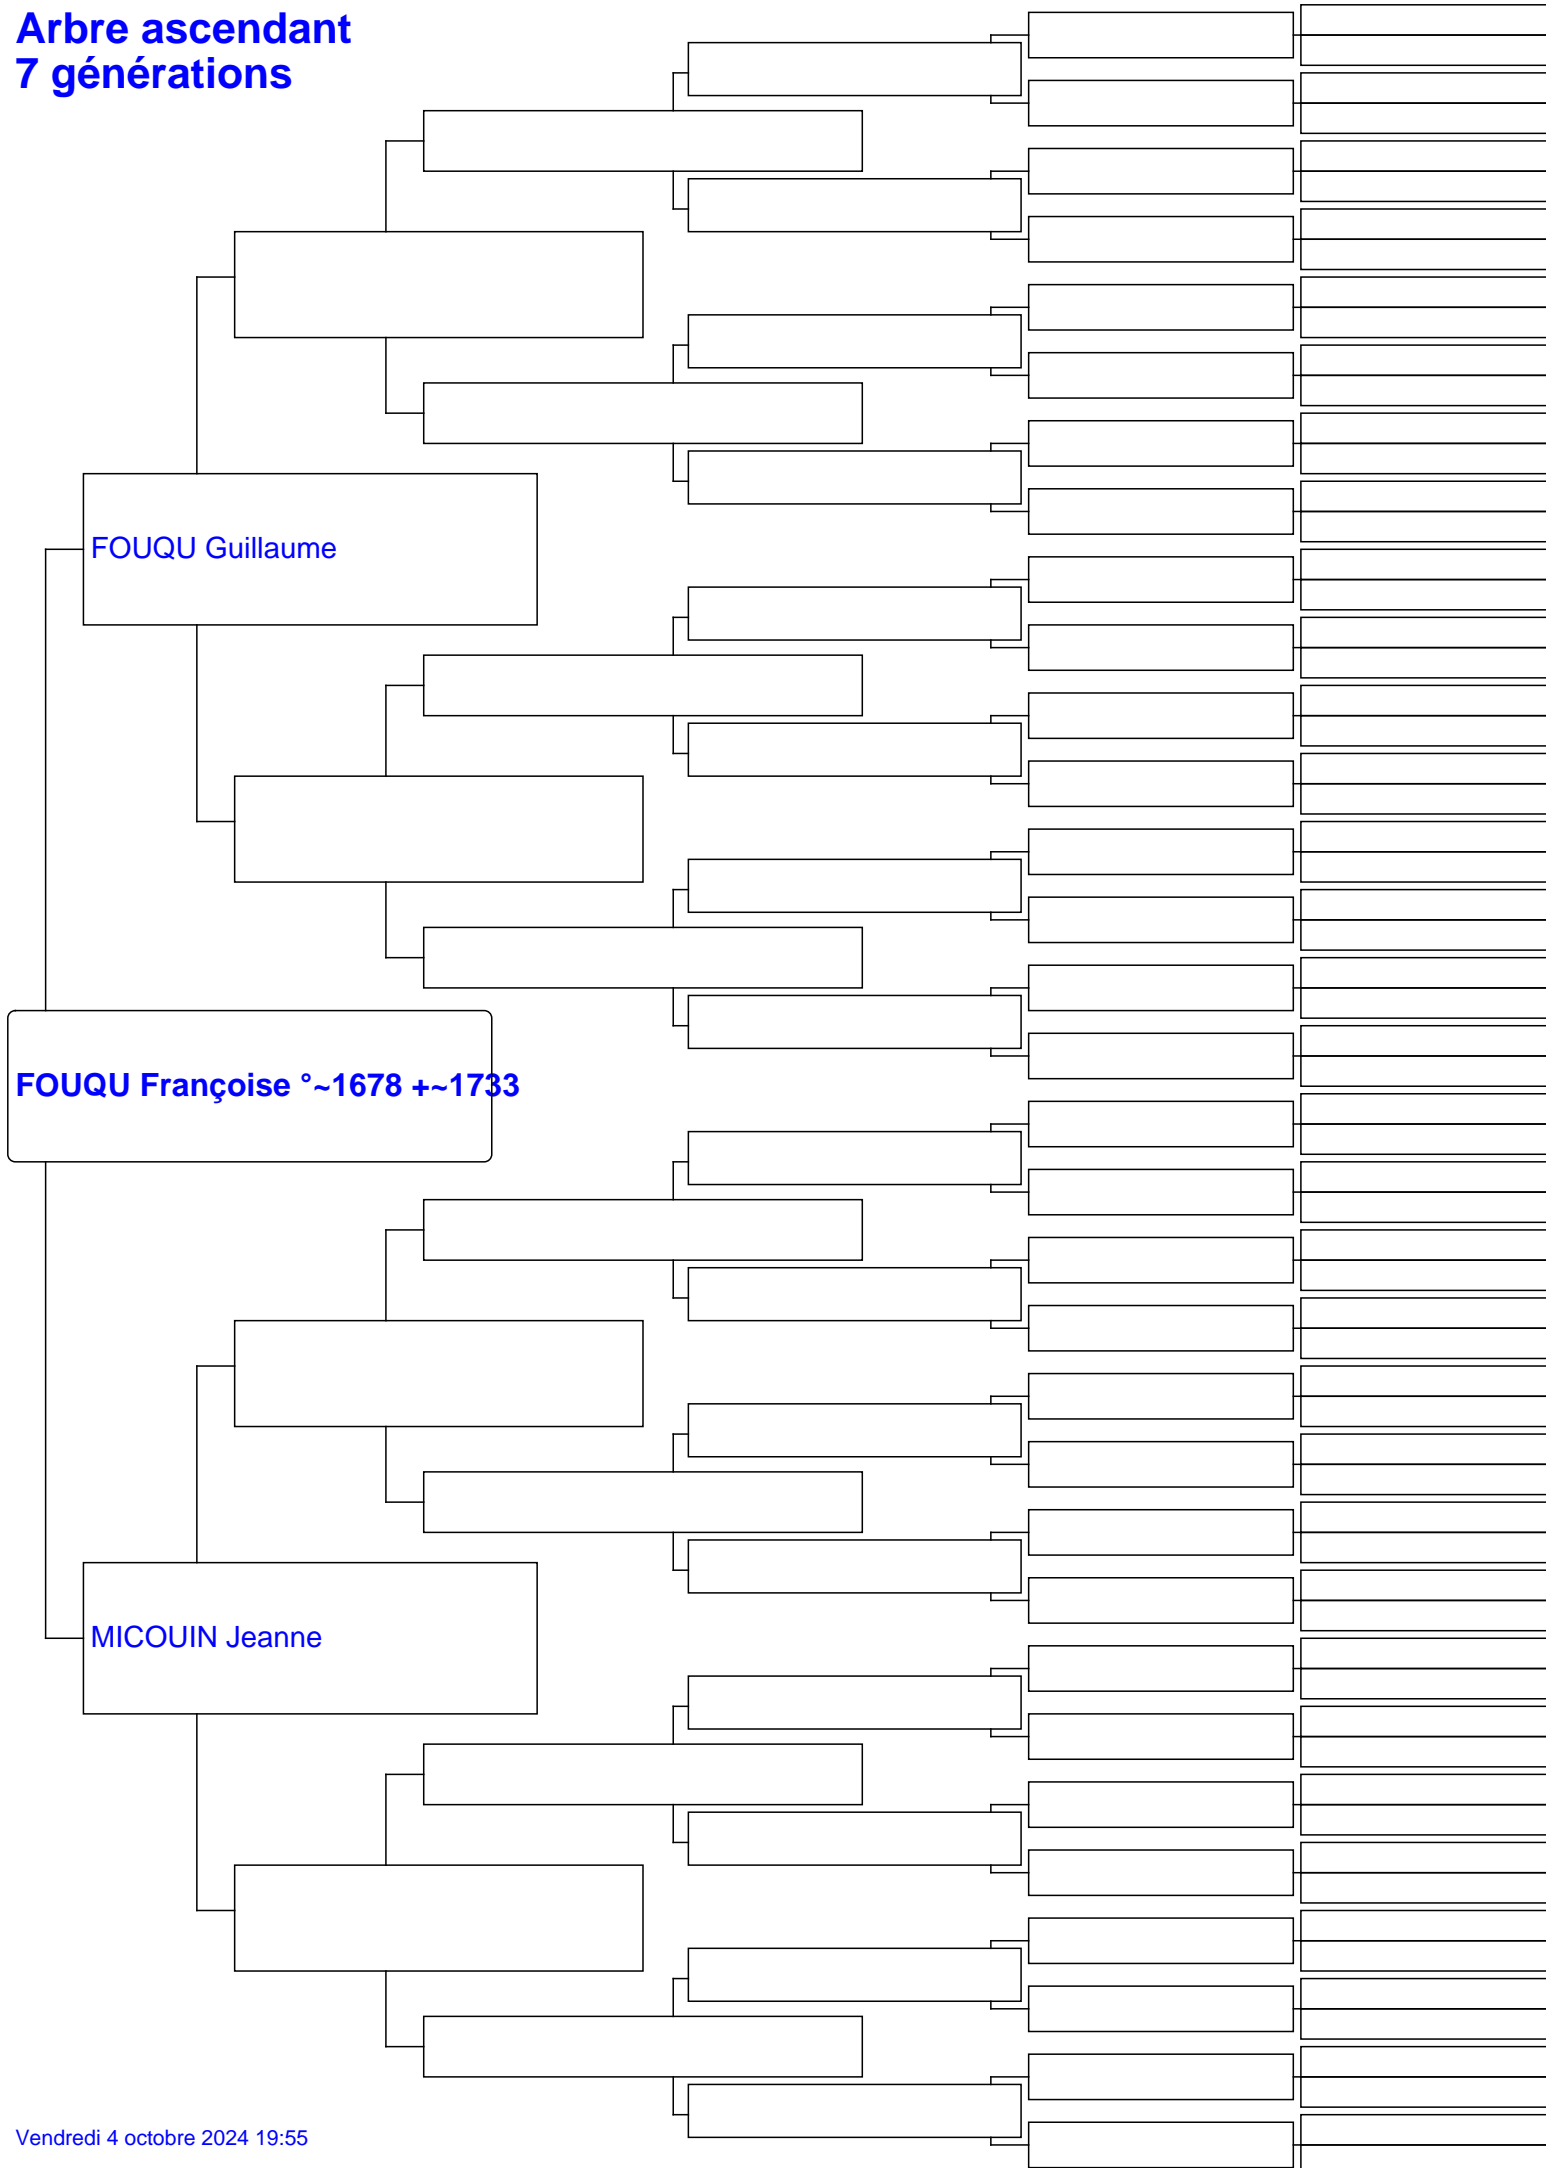 Arbre ascendant
7 générations
FOUQU Guillaume
FOUQU Françoise °~1678 +~1733
MICOUIN Jeanne
Vendredi 4 octobre 2024 19:55